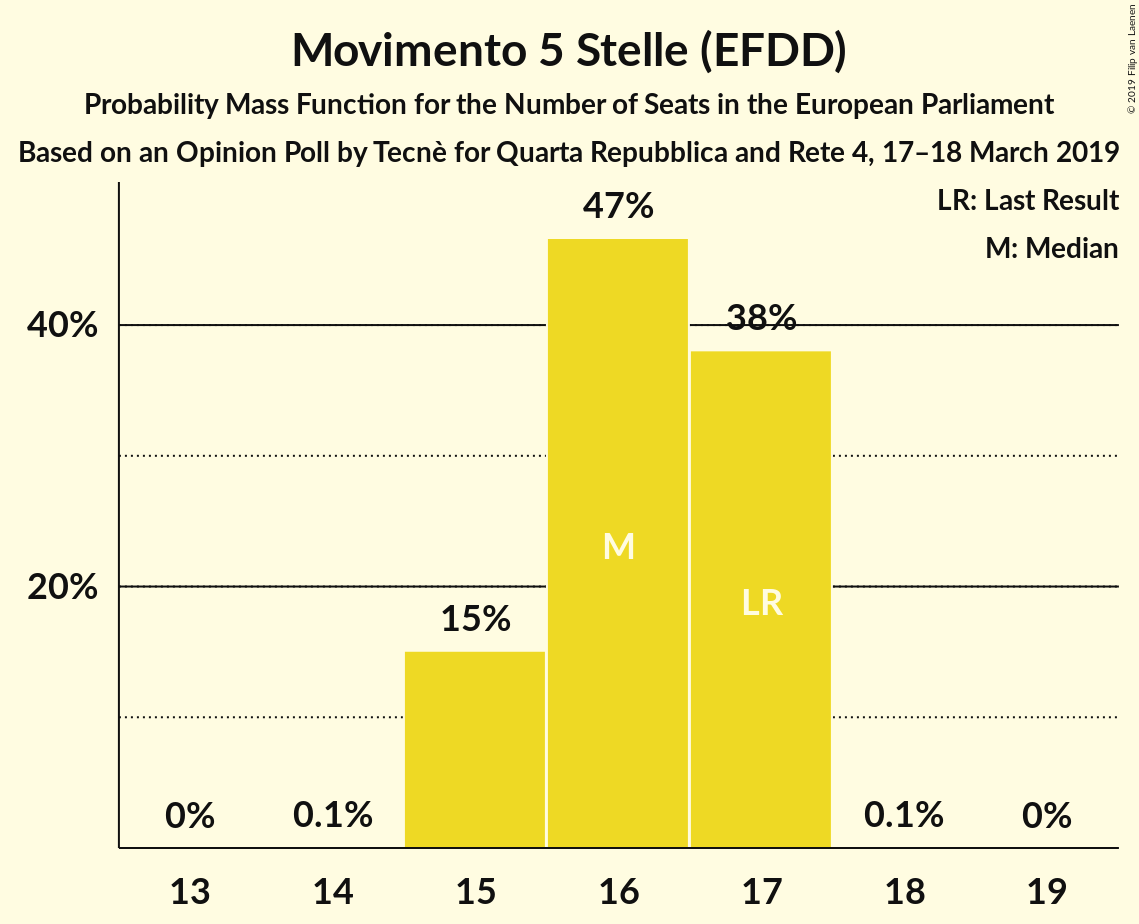 Movimento 5 Stelle (EFDD)
Probability Mass Function for the Number of Seats in the European Parliament
Based on an Opinion Poll by Tecnè for Quarta Repubblica and Rete 4, 17–18 March 2019
© 2019 Filip van Laenen
LR: Last Result
M: Median
47%
40%
38%
M
20%
LR
15%
0%
0.1%
0.1%
0%
13 14 15 16 17 18 19